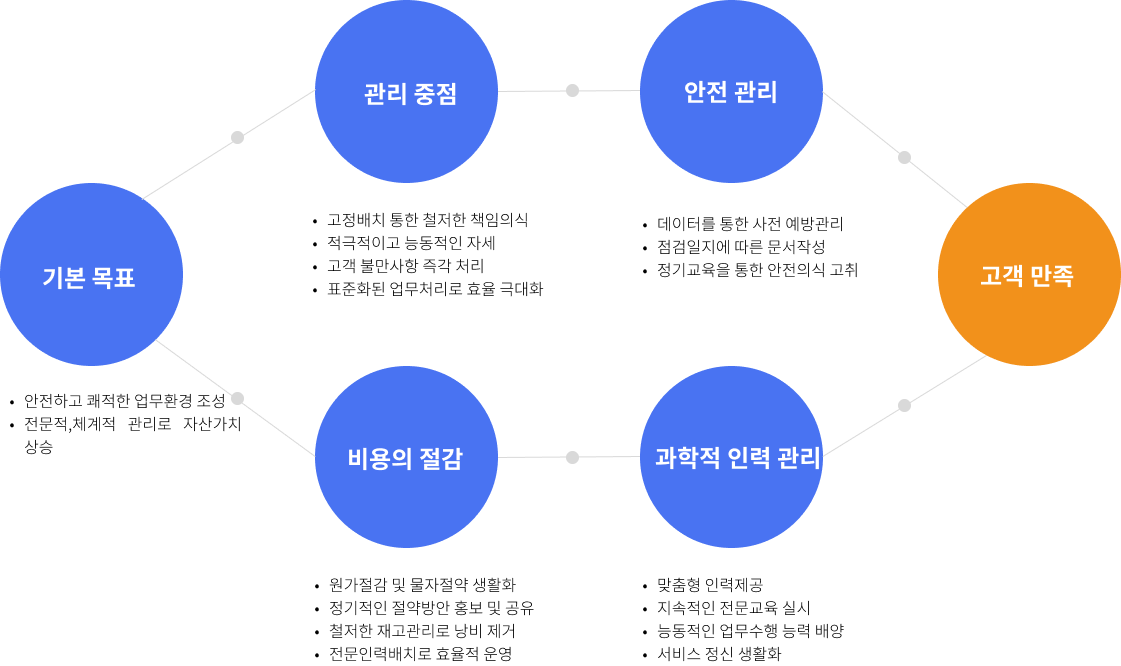 관리 중점
안전 관리
기본 목표
고객 만족
• 고정배치 통한 철저한 책임의식
• 적극적이고 능동적인 자세
• 고객 불만사항 즉각 처리
• 표준화된 업무처리로 효율 극대화
• 데이터를 통한 사전 예방관리
• 점검일지에 따른 문서작성
• 정기교육을 통한 안전의식 고취
• 안전하고 쾌적한 업무환경 조성
• 전문적,체계적 관리로 자산가치
상승
비용의 절감
과학적 인력 관리
• 원가절감 및 물자절약 생활화
• 정기적인 절약방안 홍보 및 공유
• 철저한 재고관리로 낭비 제거
• 전문인력배치로 효율적 운영
• 맞춤형 인력제공
• 지속적인 전문교육 실시
• 능동적인 업무수행 능력 배양
• 서비스 정신 생활화